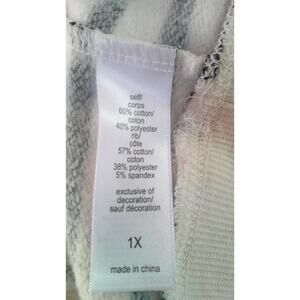 self/
corps
60% cotton/
coton
40% polyester
rib/
côte
57% cotton/
coton
38% polyester
5% spandex
exclusive of
decoration/
sauf décoration
1X
made in china